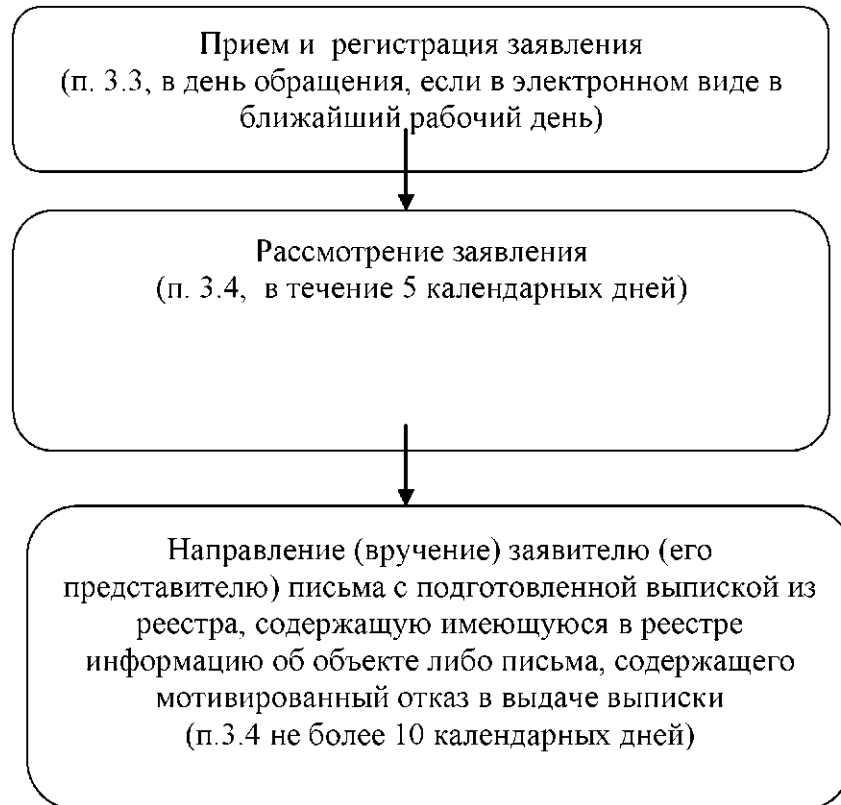 Прием и регистрация заявления
(п. 3.3, в день обращения, если в электронном виде в
ближайший рабочий день)
Рассмотрение заявления
(п. 3.4, в течение 5 календарных дней)
Направление (вручение) заявителю (его
представителю) письма с подготовленной выпиской из
реестра, содержащую имеющуюся в реестре
информацию об объекте либо письма, содержащего
мотивированный отказ в выдаче выписки
(п.3.4 не более 10 календарных дней)